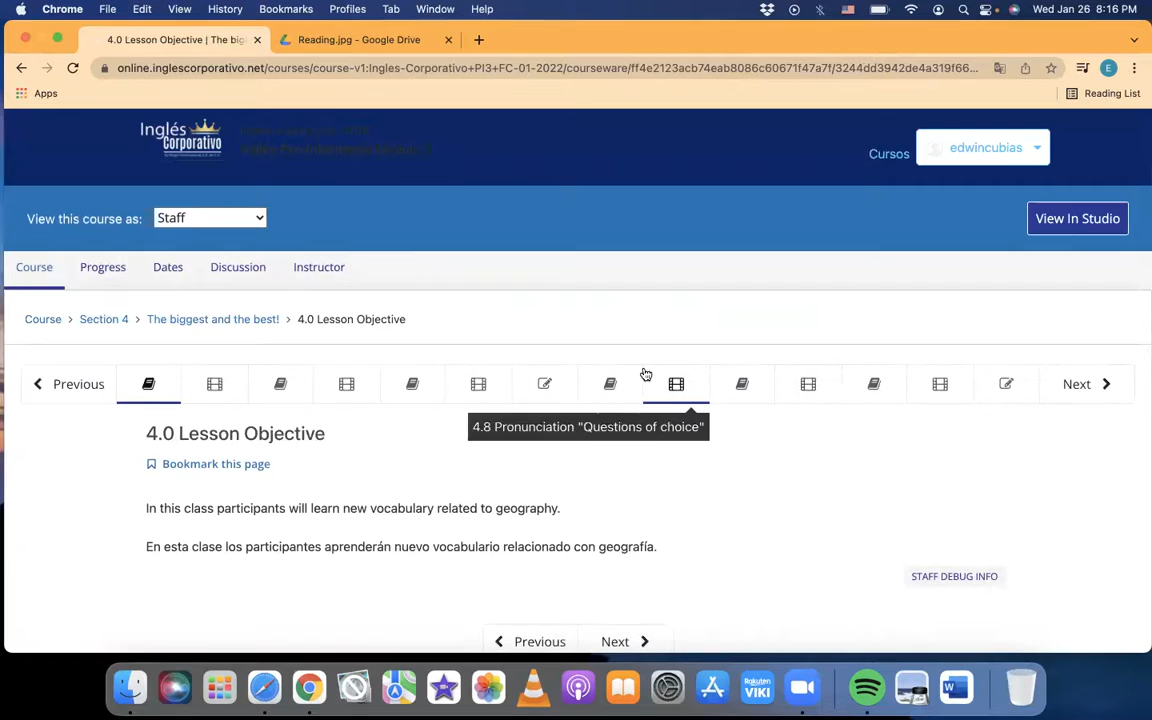 Chrome File Edit View History Bookmarks Profiles Tab Window Help Wed Jan 26 8:16 PM
4.0 Lesson Objective | The big Reading.jpg - Google Drive
online.inglescorporativo.net/courses/course-v1:Ingles-Corporativo+PI3+FC-01-2022/courseware/ff4e2123acb74eab8086c60671f47a7f/3244dd3942de4a319f66...
Apps Reading List
Inglés
Corporativo
Cursos edwincubias
View this course as: Staff View In Studio
Course Progress Dates Discussion Instructor
Course > Section 4 > The biggest and the best! > 4.0 Lesson Objective
Previous Next
4.8 Pronunciation "Questions of choice"
4.0 Lesson Objective
Bookmark this page
In this class participants will learn new vocabulary related to geography.
En esta clase los participantes aprenderán nuevo vocabulario relacionado con geografía.
STAFF DEBUG INFO
Previous Next
Rakuten
VIKI